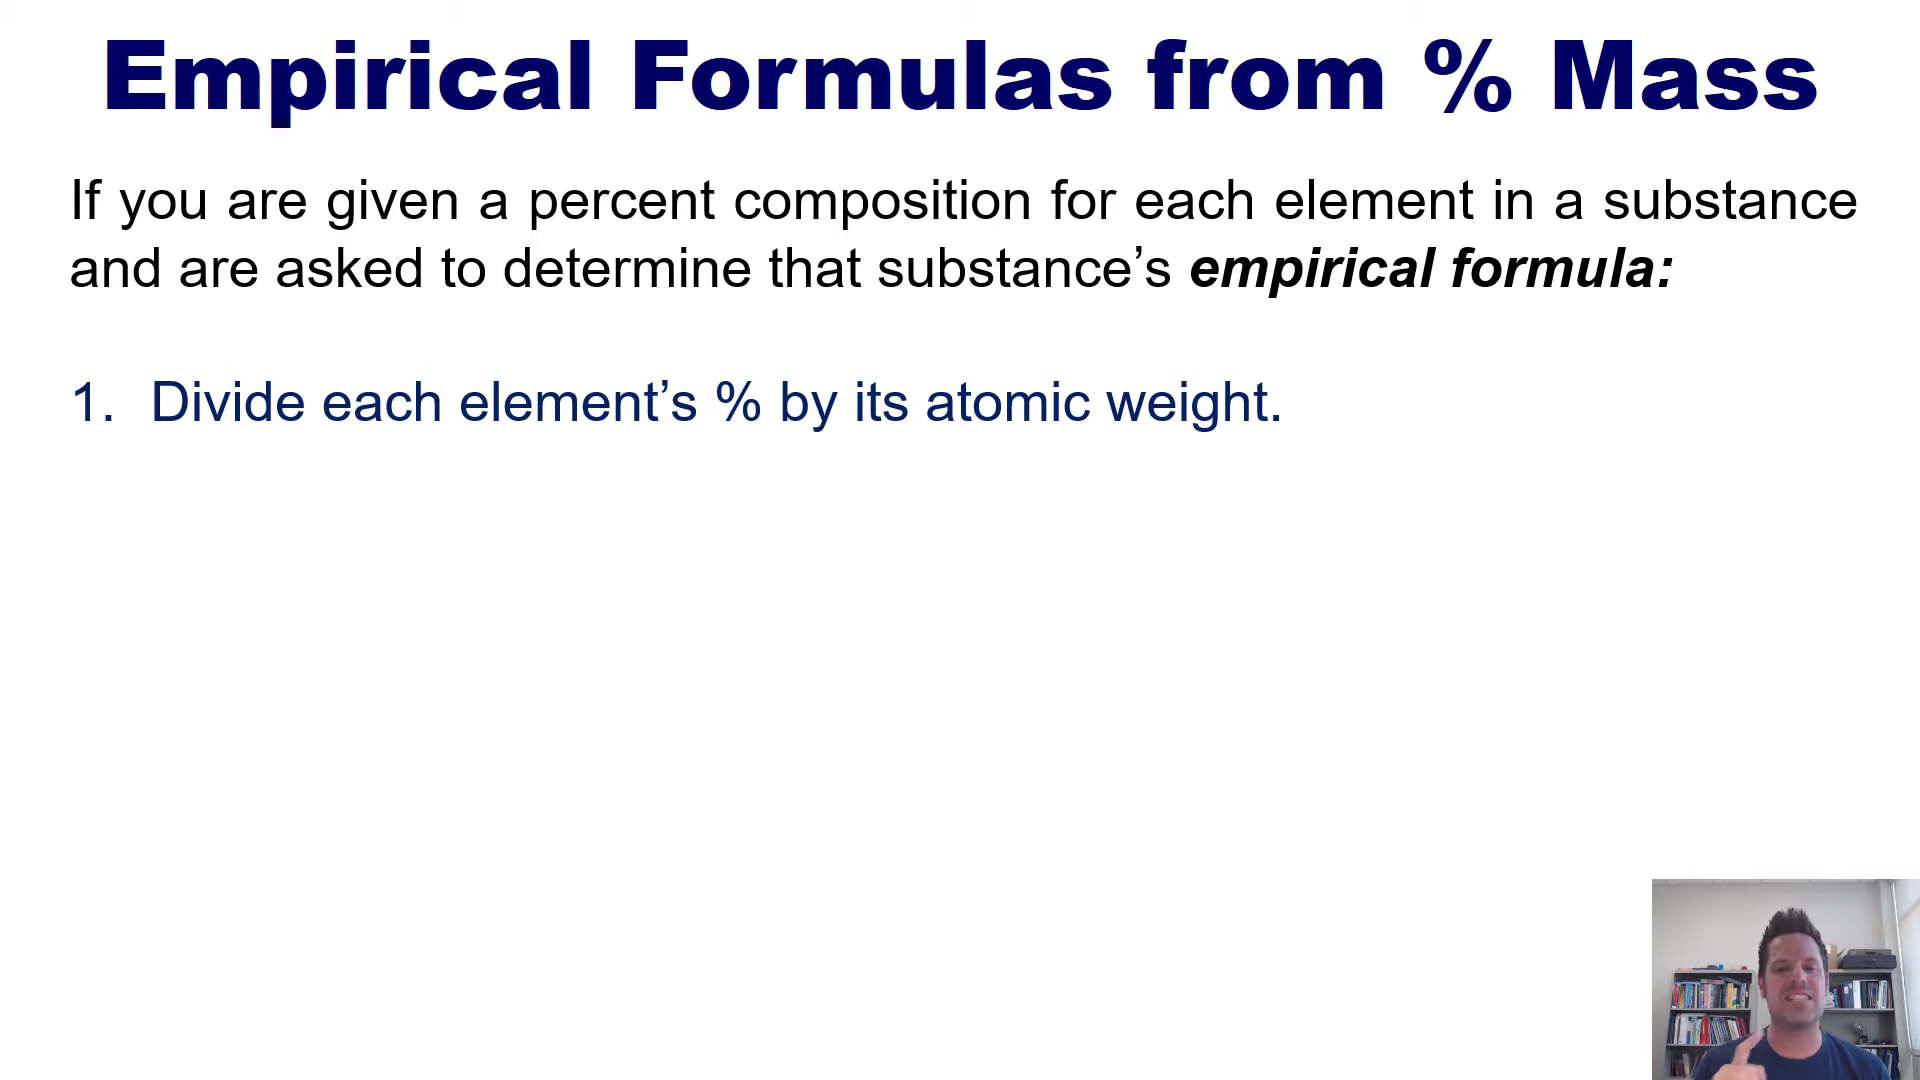 Empirical Formulas from % Mass
If you are given a percent composition for each element in a substance
and are asked to determine that substance’s empirical formula:
1. Divide each element’s % by its atomic weight.